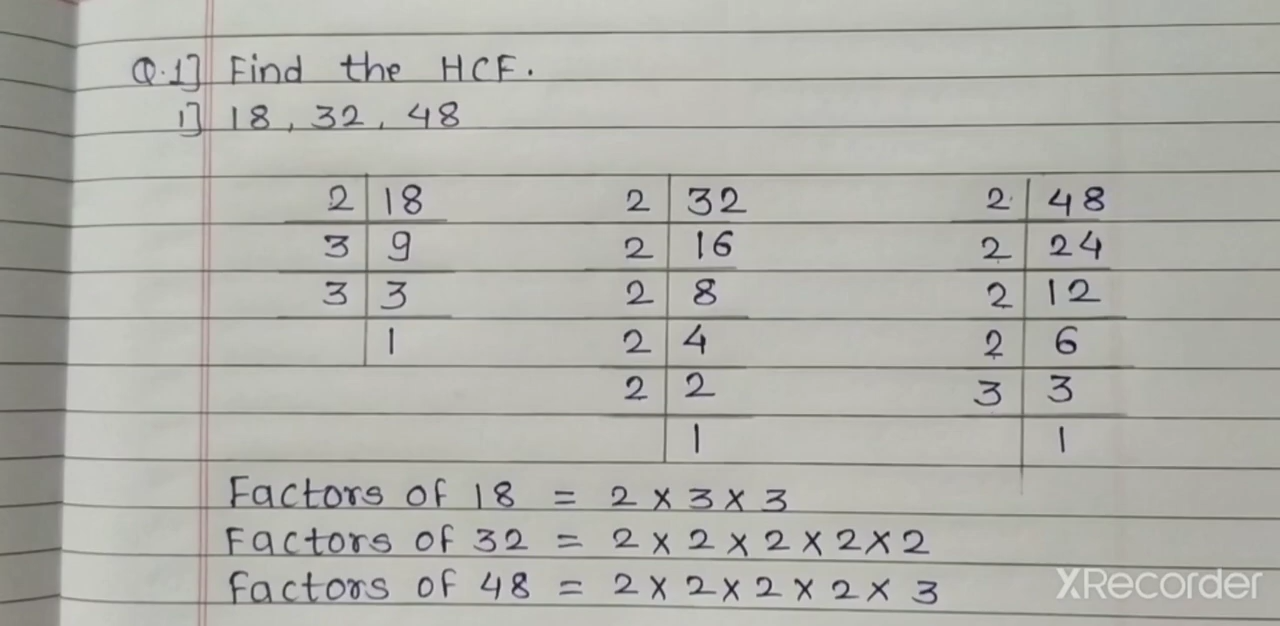 Q.1] Find the HCF.
1] 18, 32, 48
2 18 2 32 2 48
3 9 2 16 2 24
3 3 2 8 2 12
1 2 4 2 6
2 2 3 3
1 1
Factors of 18 = 2 × 3 × 3
Factors of 32 = 2 × 2 × 2 × 2 × 2
Factors of 48 = 2 × 2 × 2 × 2 × 3
XRecorder